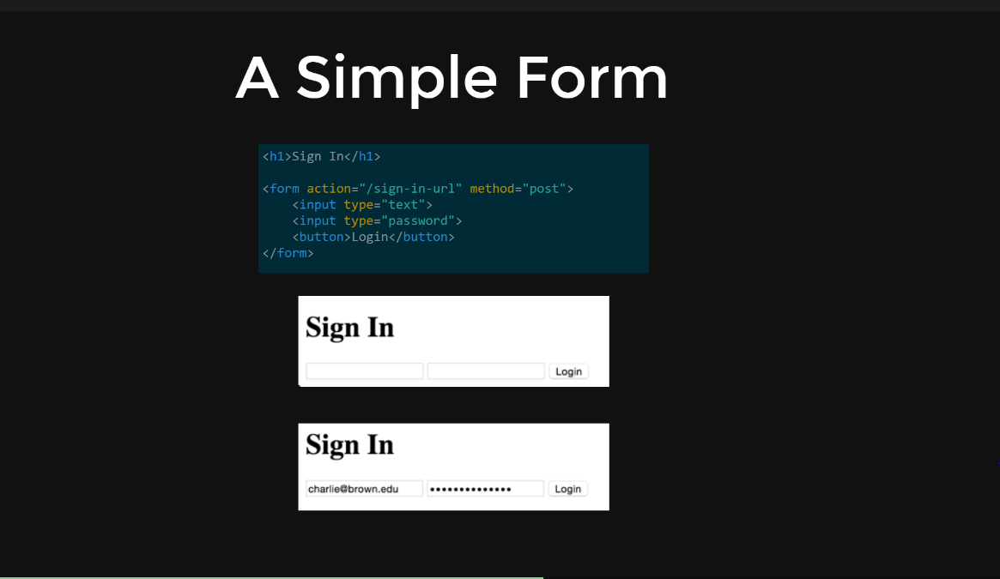 A Simple Form
<h1>Sign In</h1>
<form action="/sign-in-url" method="post">
    <input type="text">
    <input type="password">
    <button>Login</button>
</form>
Sign In
Login
Sign In
charlie@brown.edu •••••••••••••• Login